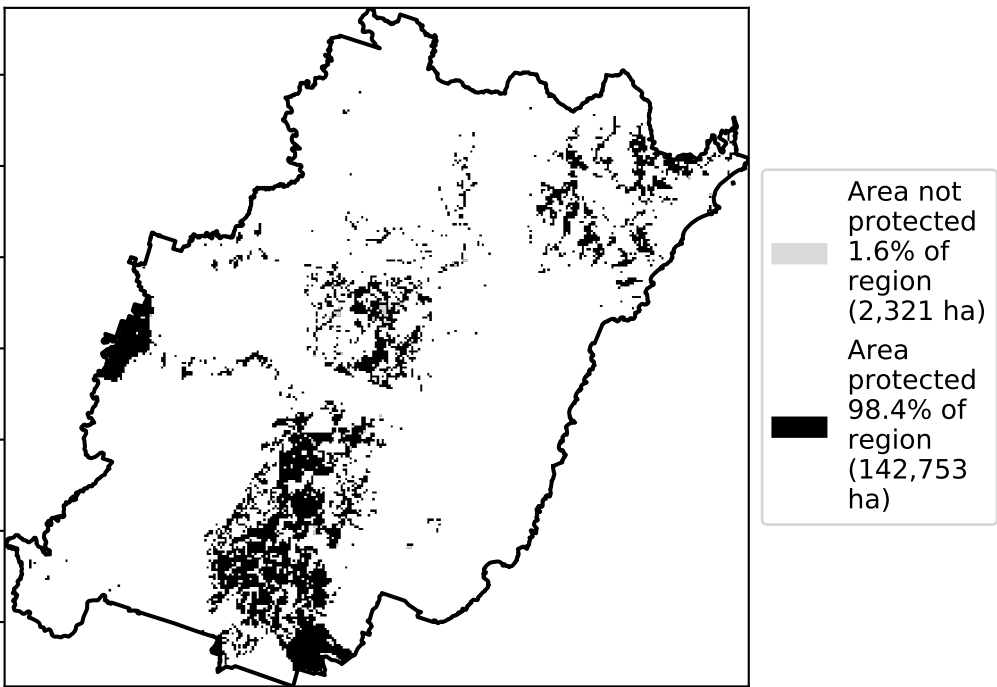 Area not
protected
1.6% of
region
(2,321 ha)
Area
protected
98.4% of
region
(142,753
ha)